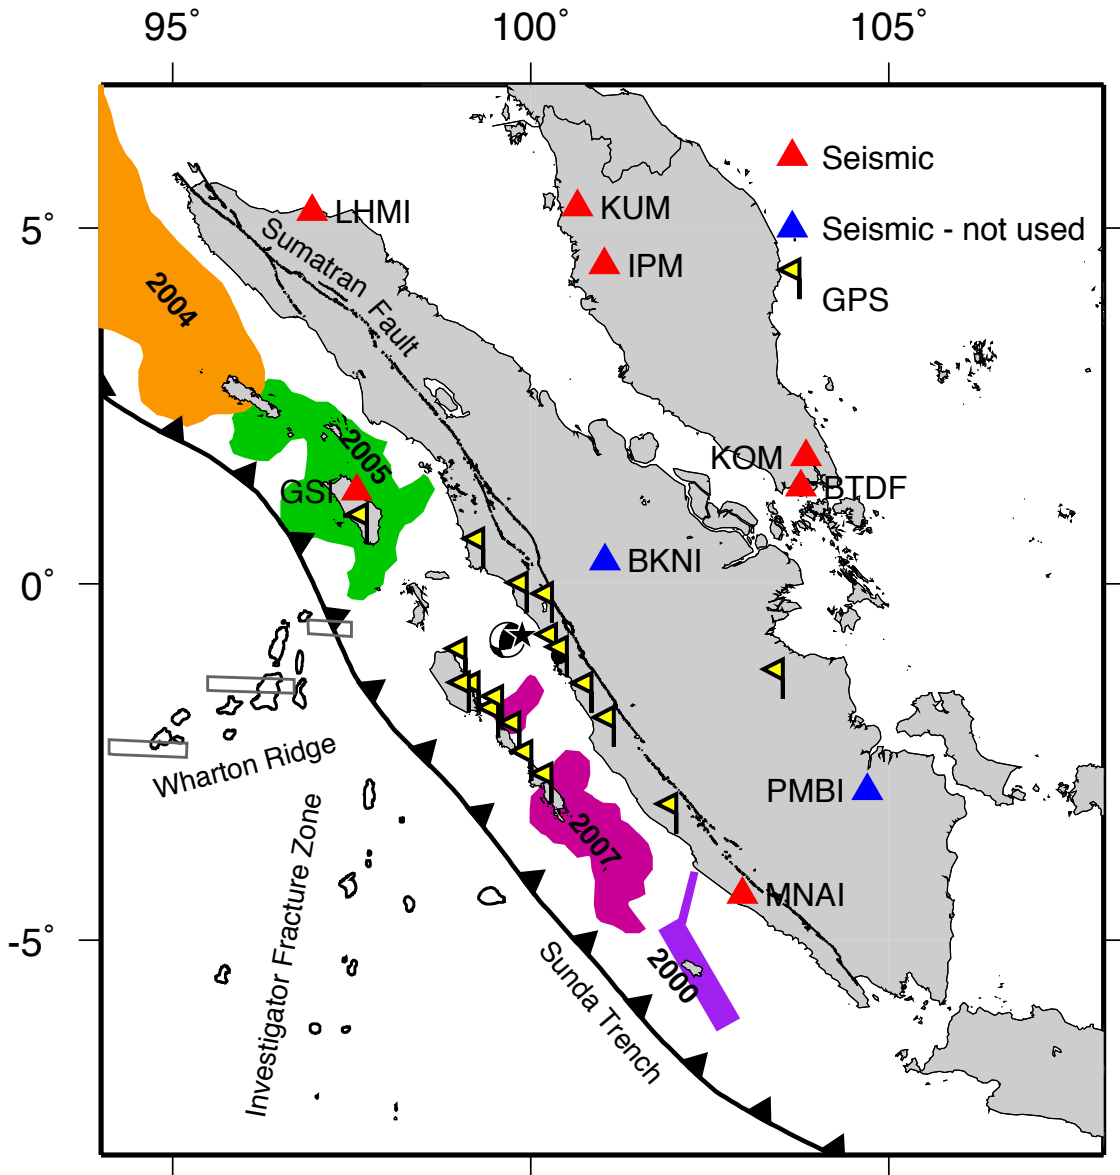 95° 100° 105°
5°
0°
-5°
Seismic
Seismic - not used
GPS
LHMI
KUM
IPM
Sumatran Fault
2004
2005
GSI
KOM
BTDF
BKNI
Wharton Ridge
PMBI
2007
MNAI
Investigator Fracture Zone
2000
Sunda Trench